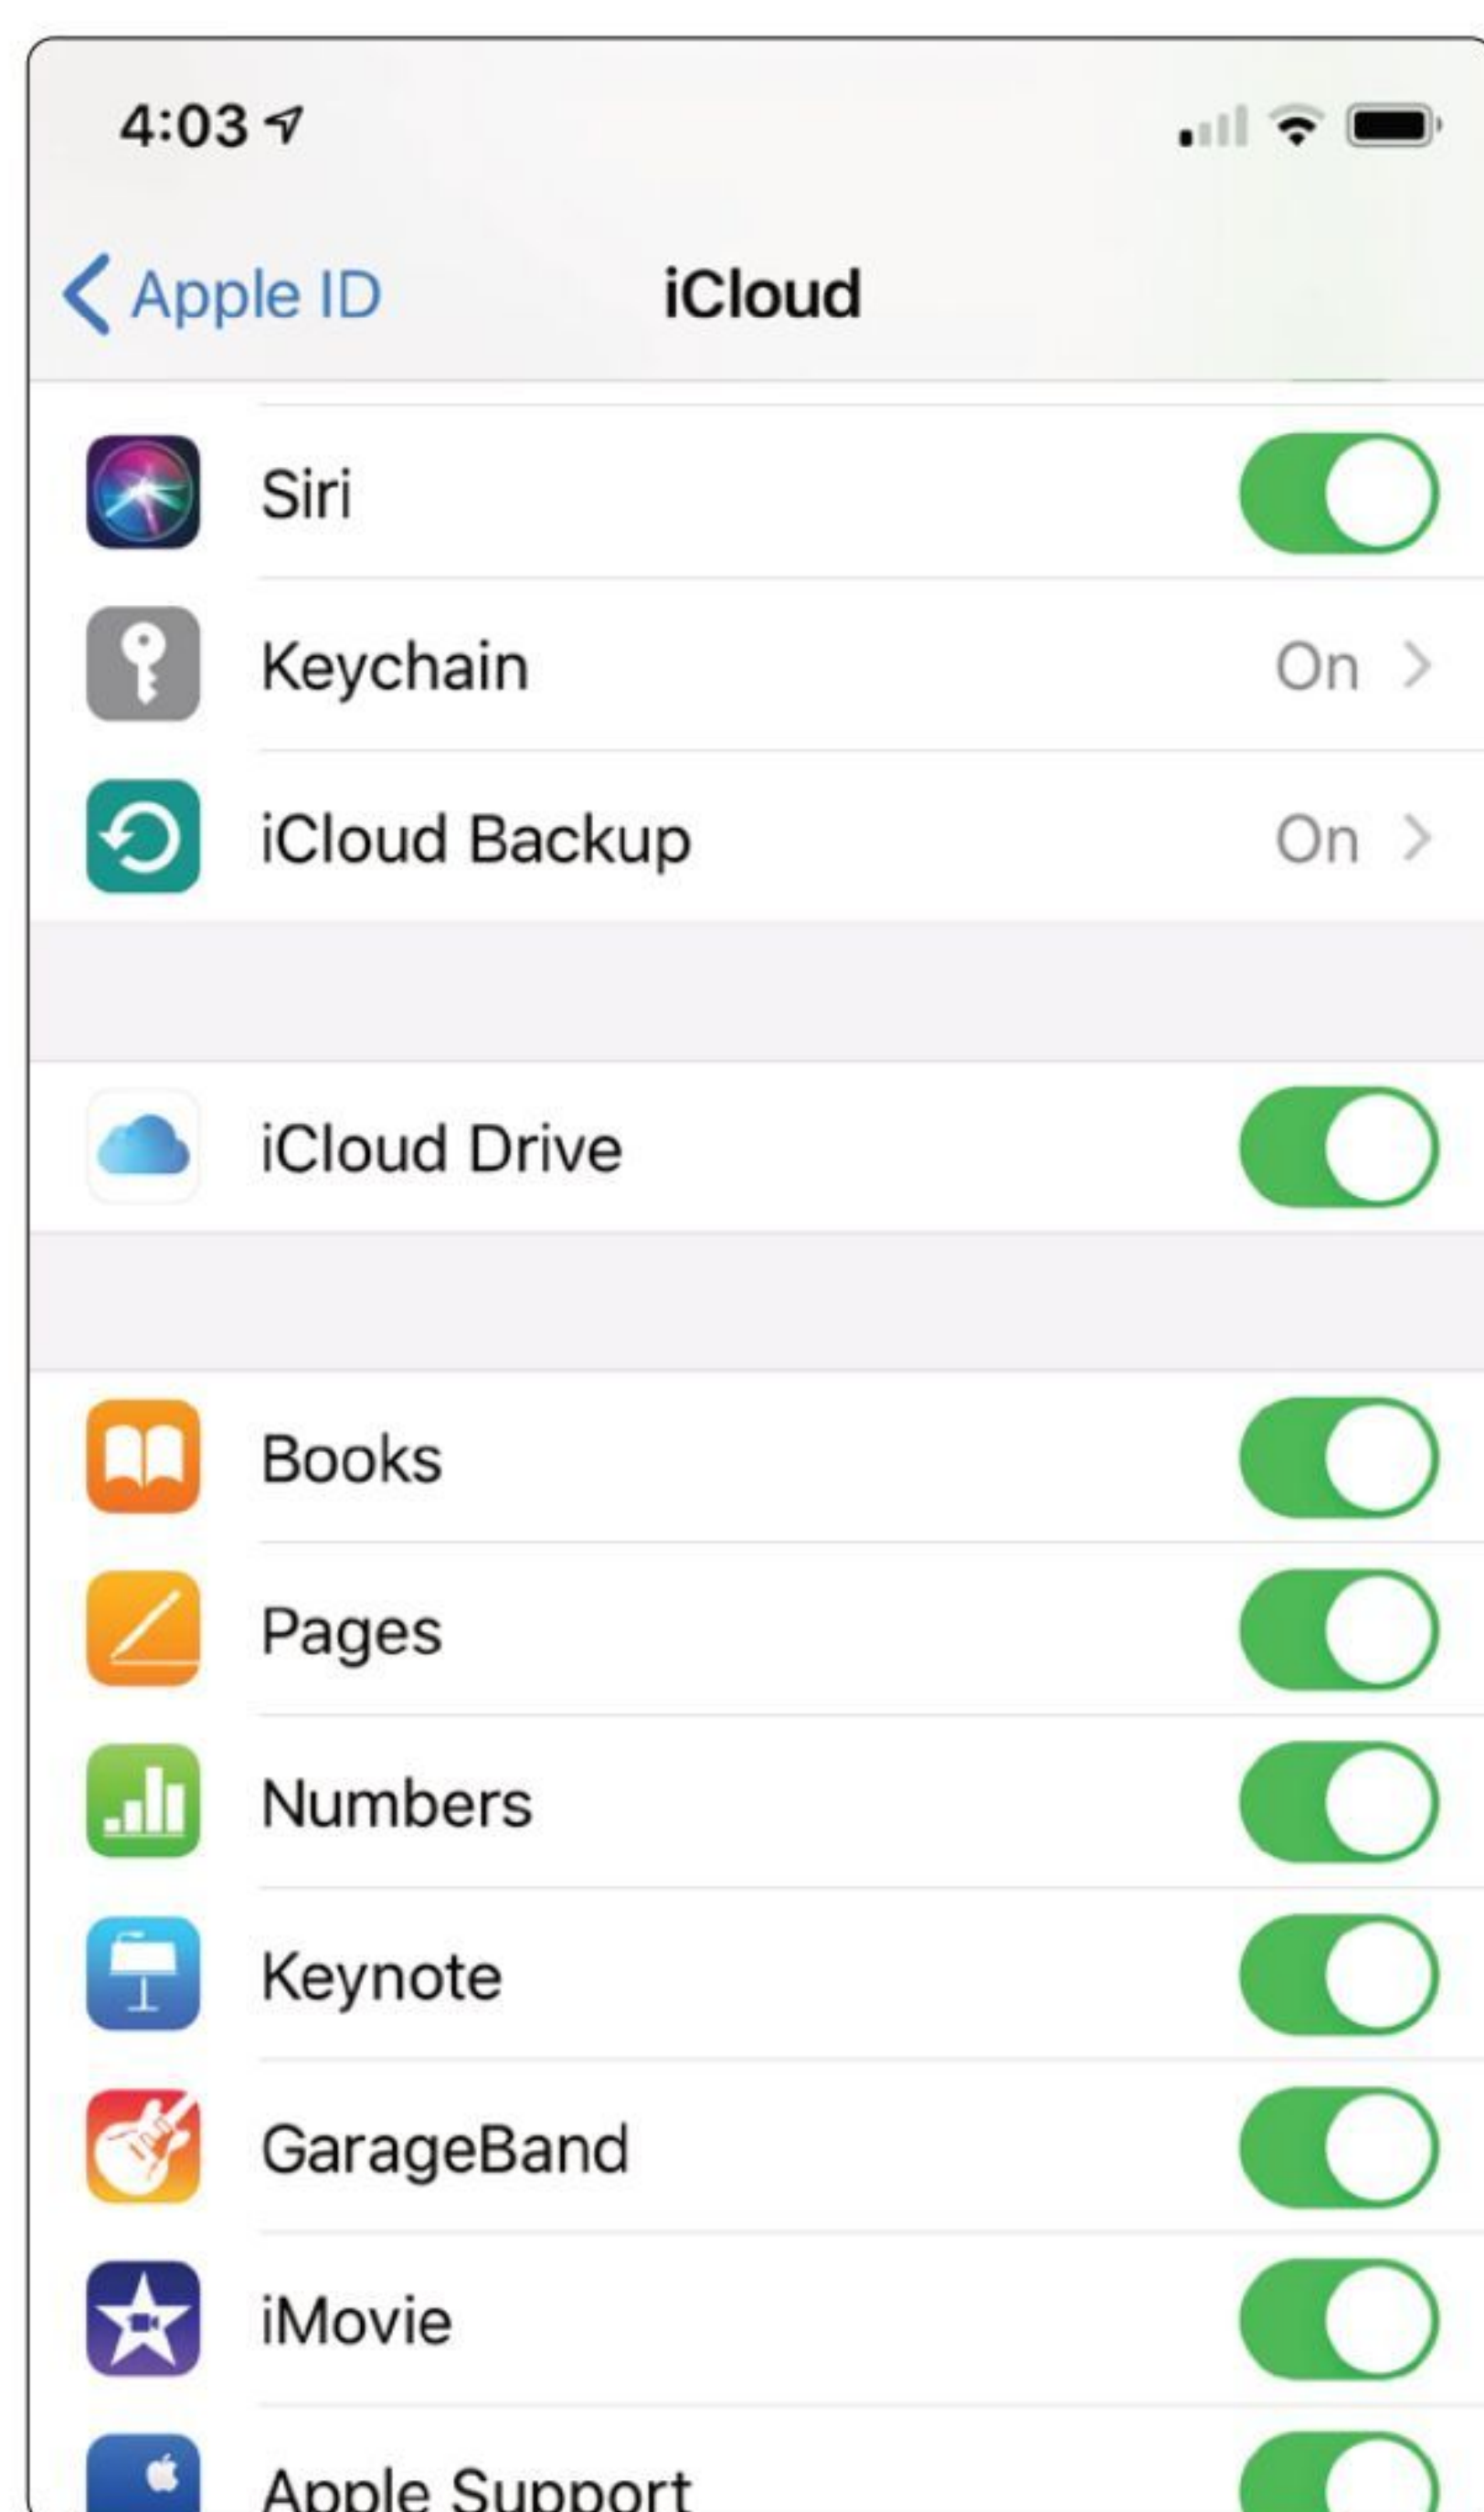 4:03
Apple ID
iCloud
Siri
Keychain On
iCloud Backup On
iCloud Drive
Books
Pages
Numbers
Keynote
GarageBand
iMovie
Apple Support